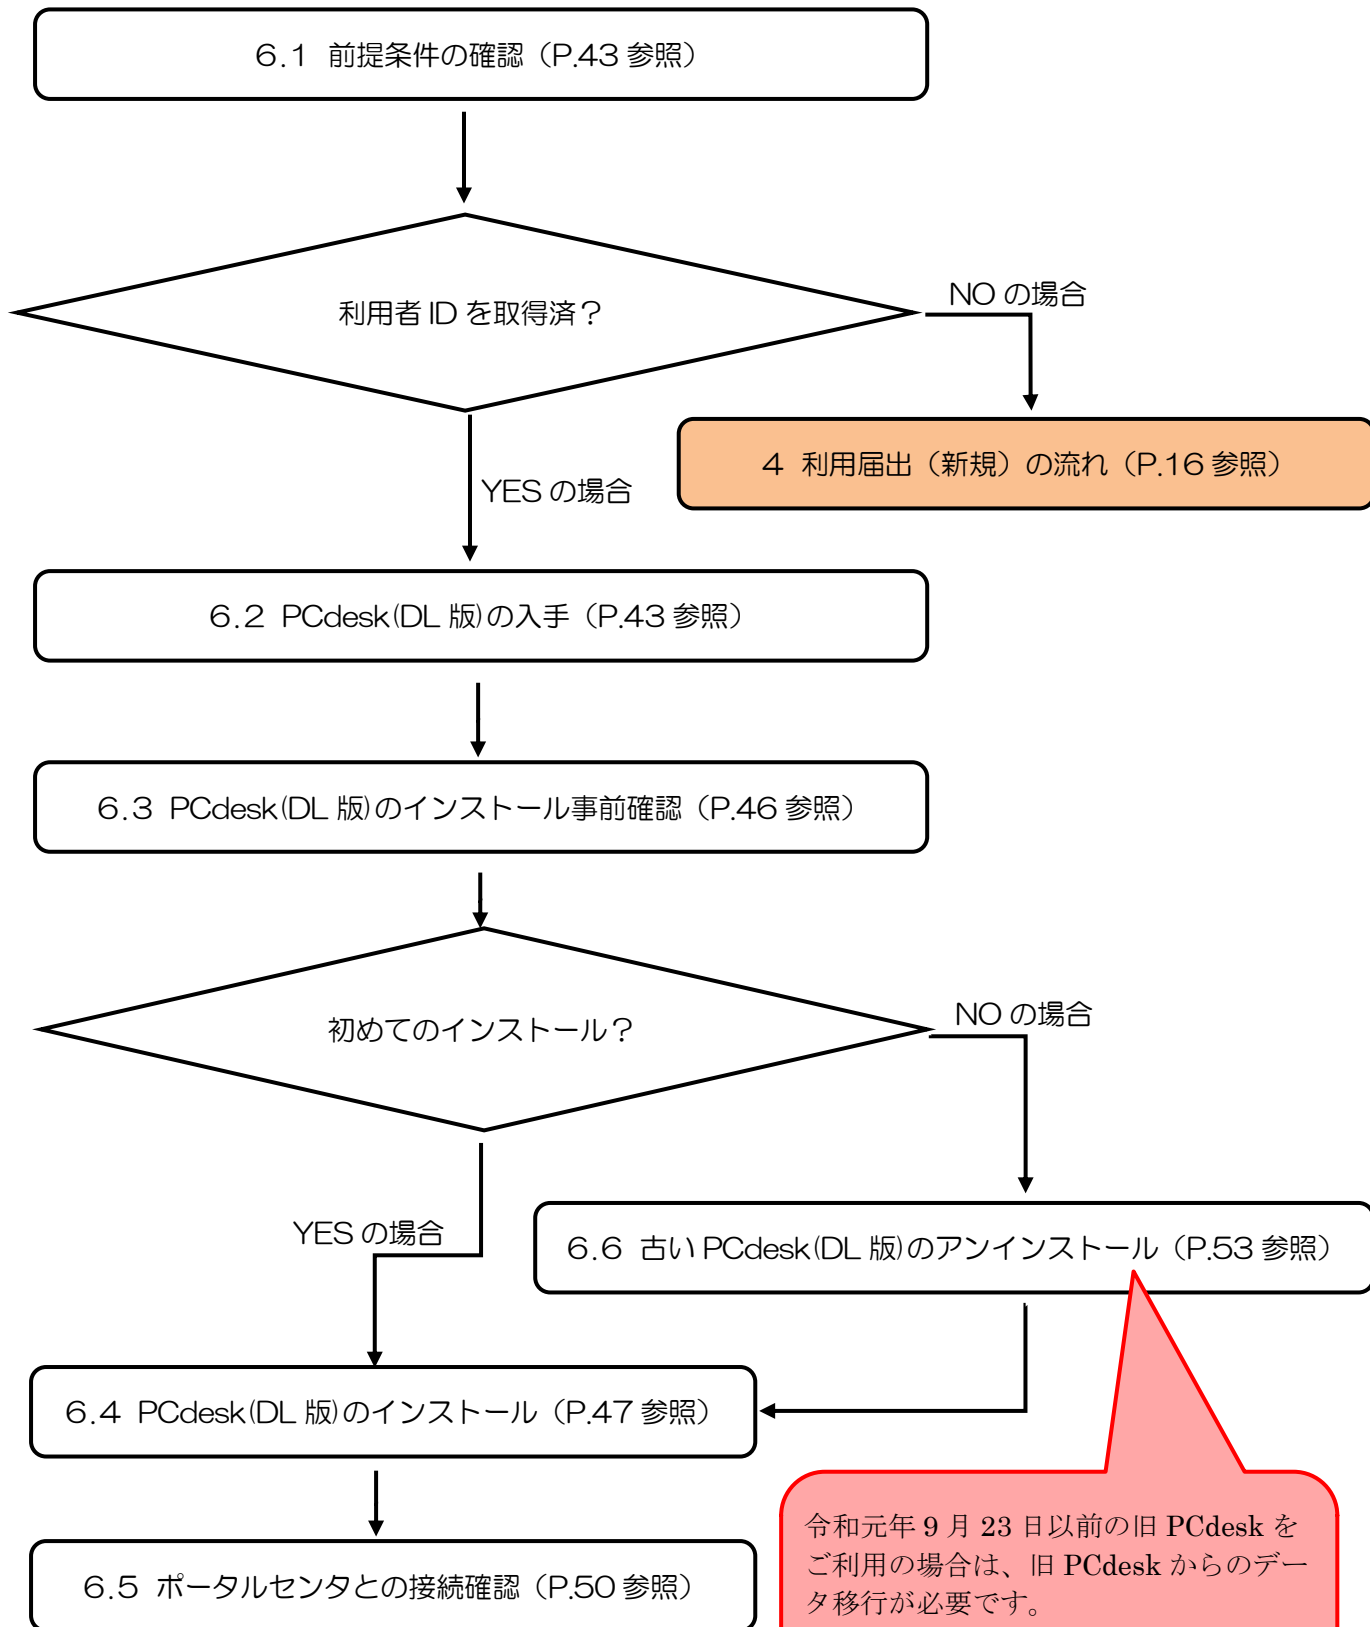 6.1 前提条件の確認（P.43 参照）
利用者 ID を取得済？
NO の場合
4 利用届出（新規）の流れ（P.16 参照）
YES の場合
6.2 PCdesk(DL 版)の入手（P.43 参照）
6.3 PCdesk(DL 版)のインストール事前確認（P.46 参照）
初めてのインストール？
NO の場合
YES の場合
6.6 古い PCdesk(DL 版)のアンインストール（P.53 参照）
6.4 PCdesk(DL 版)のインストール（P.47 参照）
令和元年 9 月 23 日以前の旧 PCdesk を
ご利用の場合は、旧 PCdesk からのデー
タ移行が必要です。
6.5 ポータルセンタとの接続確認（P.50 参照）